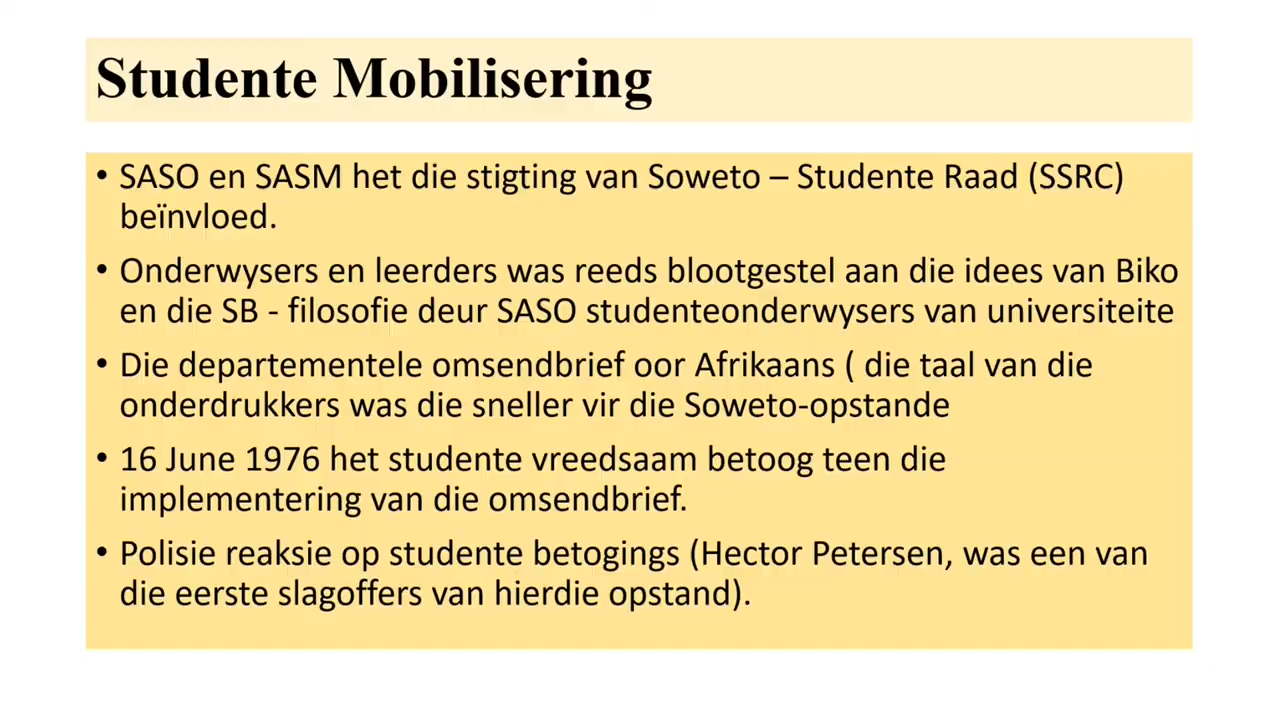 Studente Mobilisering
• SASO en SASM het die stigting van Soweto – Studente Raad (SSRC)
beïnvloed.
• Onderwysers en leerders was reeds blootgestel aan die idees van Biko
en die SB - filosofie deur SASO studenteonderwysers van universiteite
• Die departementele omsendbrief oor Afrikaans ( die taal van die
onderdrukkers was die sneller vir die Soweto-opstande
• 16 June 1976 het studente vreedsaam betoog teen die
implementering van die omsendbrief.
• Polisie reaksie op studente betogings (Hector Petersen, was een van
die eerste slagoffers van hierdie opstand).